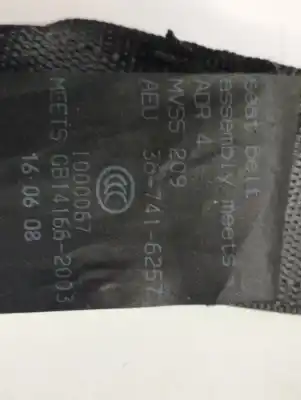 seat belt
assembly meets
ADR 4
MVSS 209
AEU 36-741-6257
CCC
1000067
MEETS GB14166-2003
16 06 08